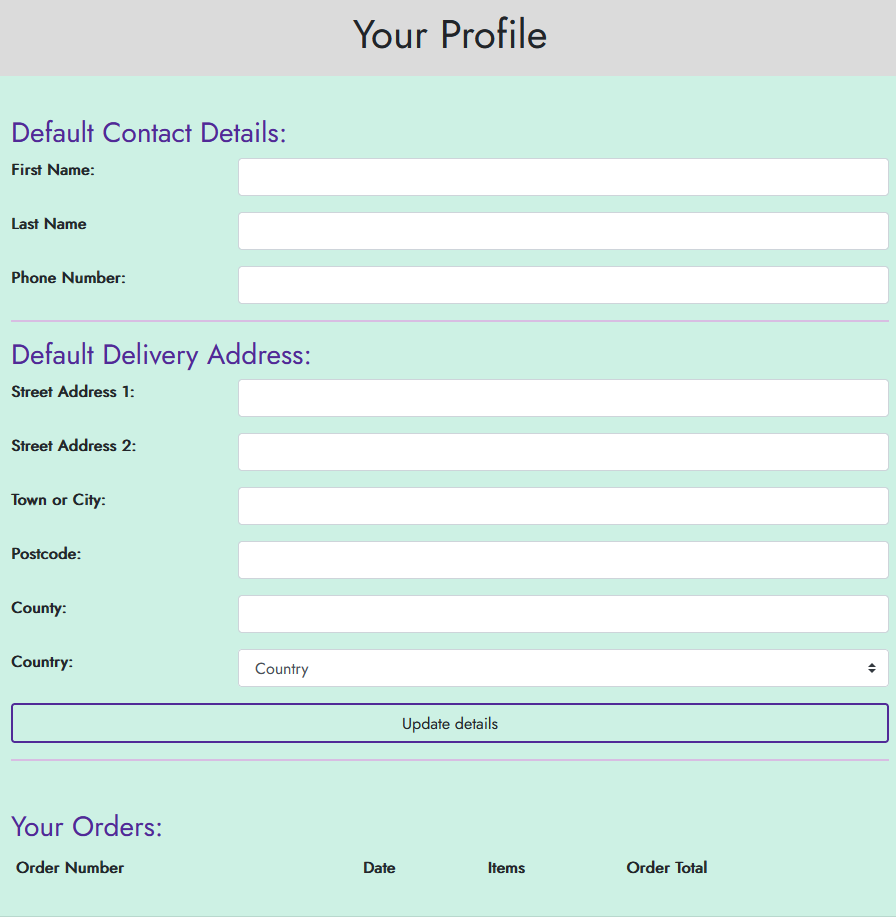 Your Profile
Default Contact Details:
First Name:
Last Name
Phone Number:
Default Delivery Address:
Street Address 1:
Street Address 2:
Town or City:
Postcode:
County:
Country: Country
Update details
Your Orders:
Order Number Date Items Order Total